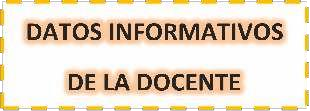 DATOS INFORMATIVOS
DE LA DOCENTE